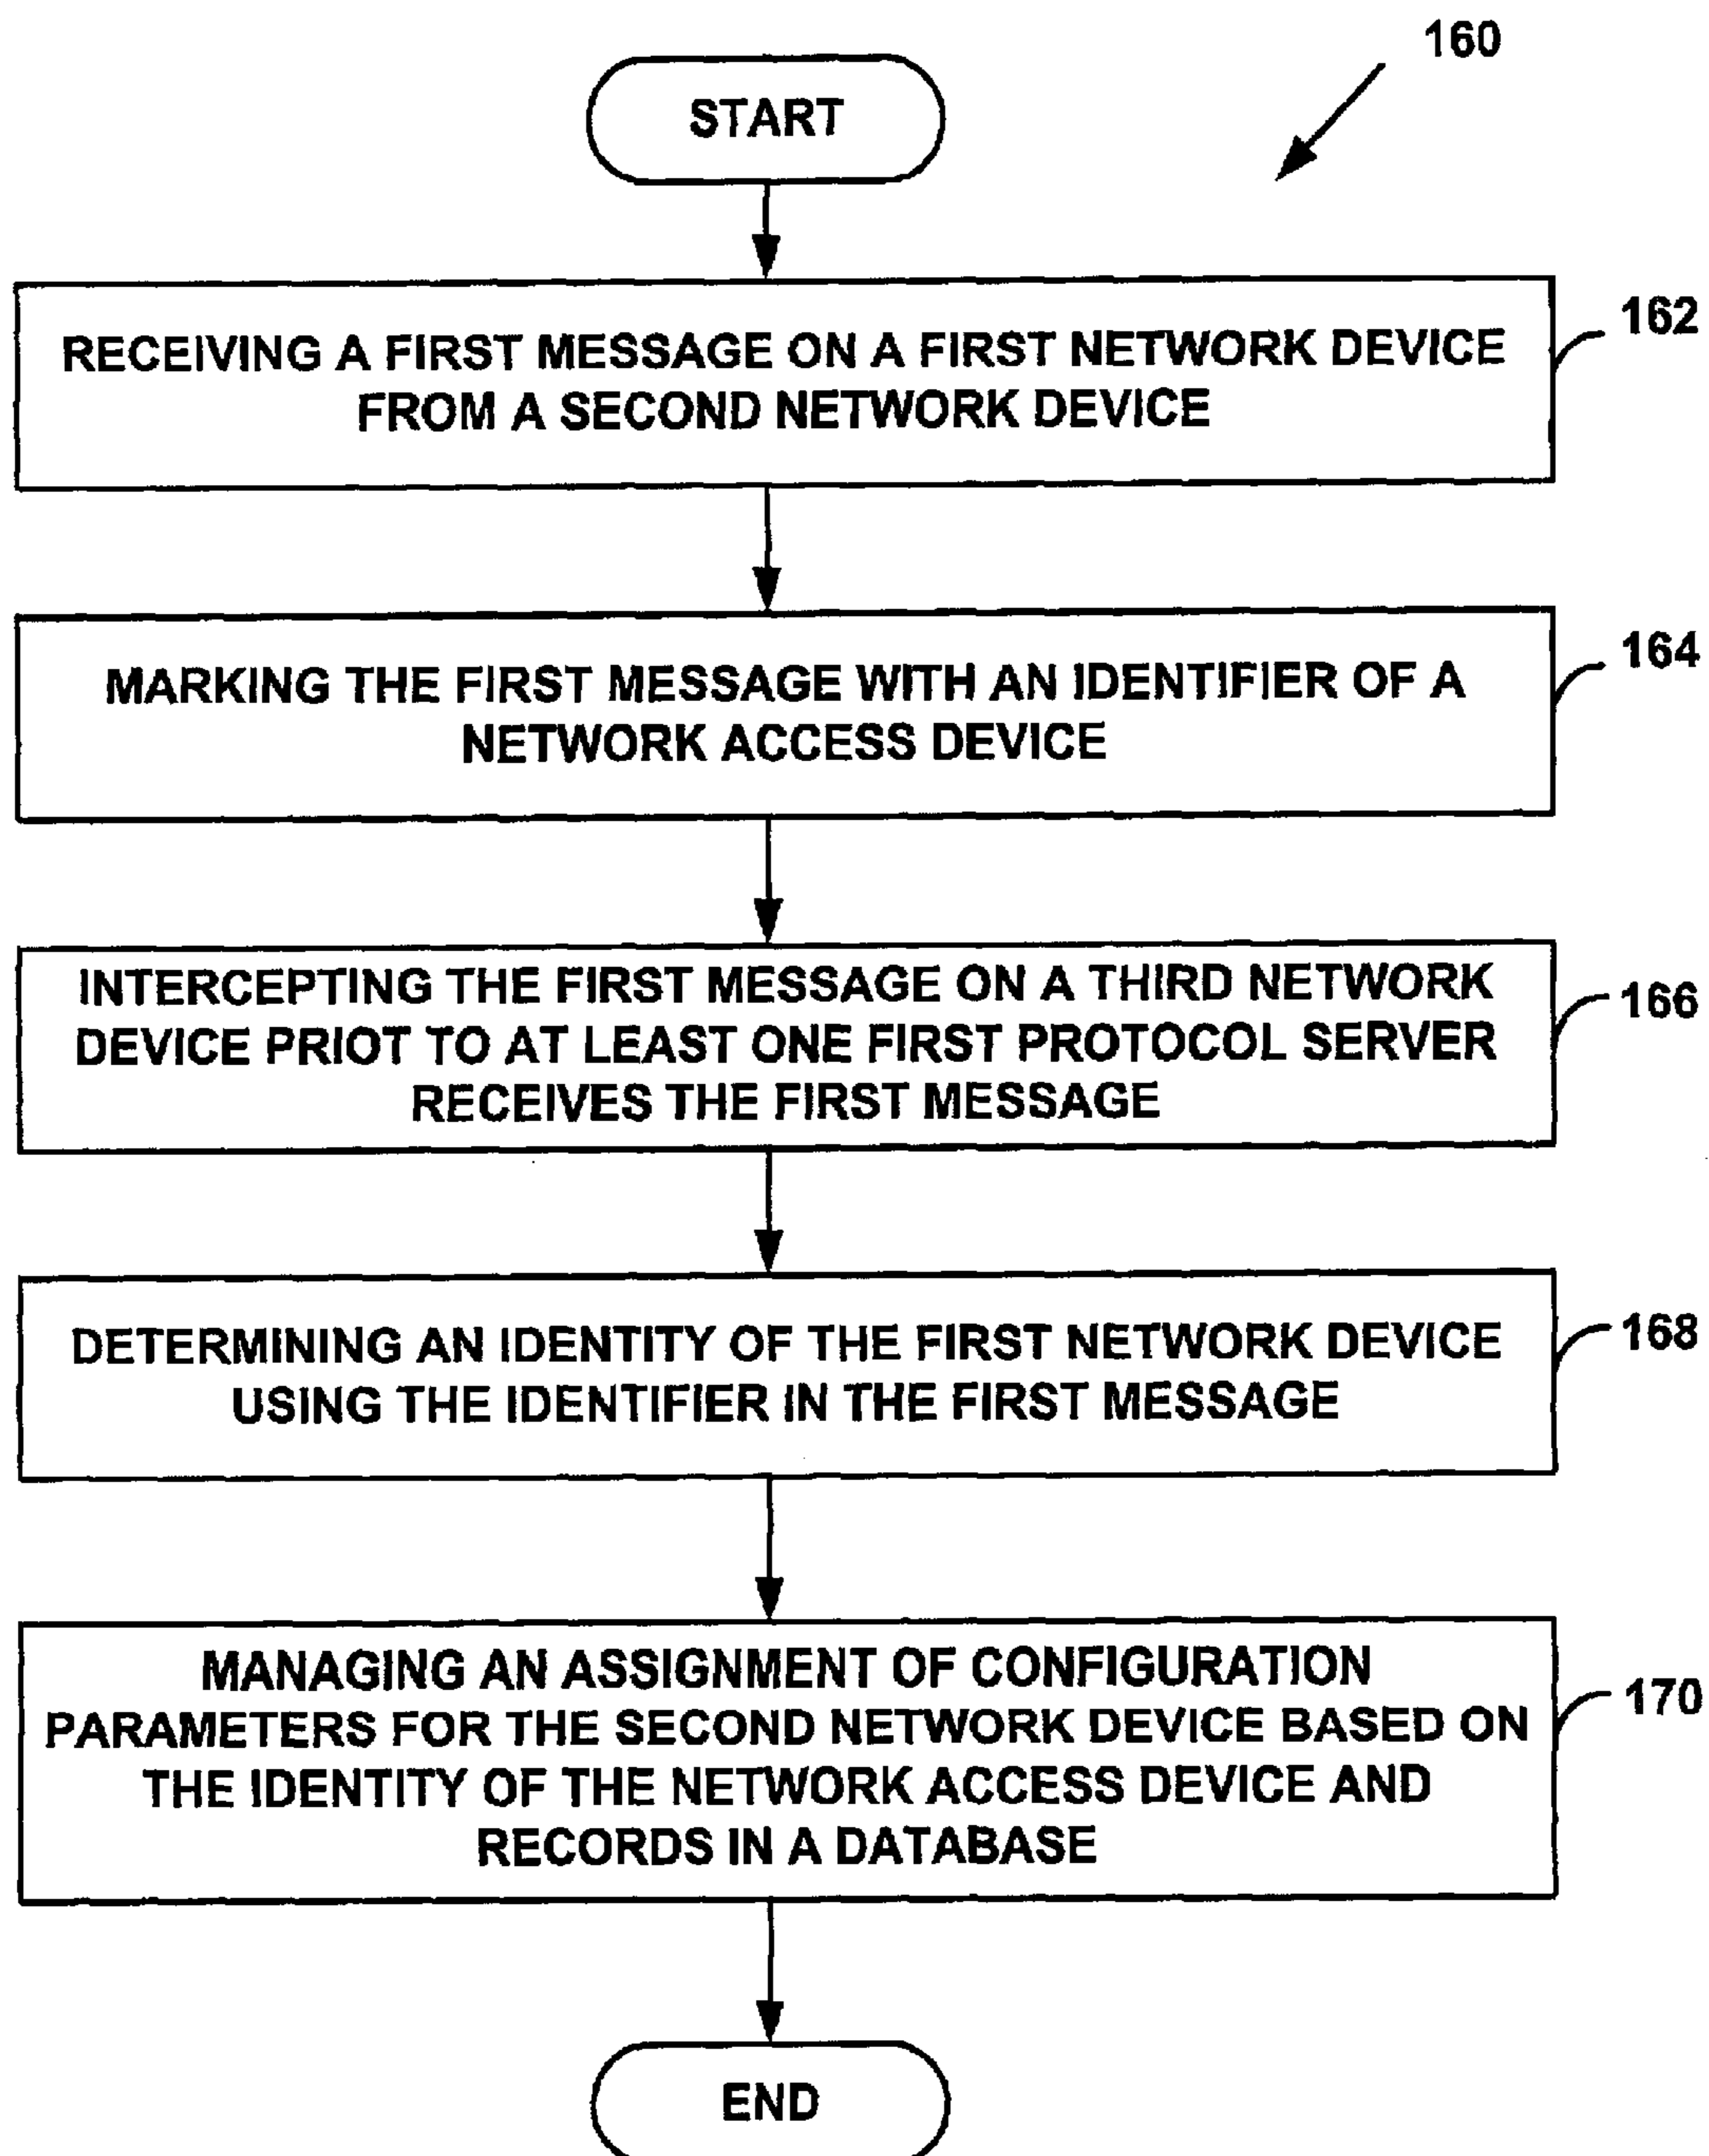 160
START
RECEIVING A FIRST MESSAGE ON A FIRST NETWORK DEVICE
FROM A SECOND NETWORK DEVICE
162
MARKING THE FIRST MESSAGE WITH AN IDENTIFIER OF A
NETWORK ACCESS DEVICE
164
INTERCEPTING THE FIRST MESSAGE ON A THIRD NETWORK
DEVICE PRIOT TO AT LEAST ONE FIRST PROTOCOL SERVER
RECEIVES THE FIRST MESSAGE
166
DETERMINING AN IDENTITY OF THE FIRST NETWORK DEVICE
USING THE IDENTIFIER IN THE FIRST MESSAGE
168
MANAGING AN ASSIGNMENT OF CONFIGURATION
PARAMETERS FOR THE SECOND NETWORK DEVICE BASED ON
THE IDENTITY OF THE NETWORK ACCESS DEVICE AND
RECORDS IN A DATABASE
170
END